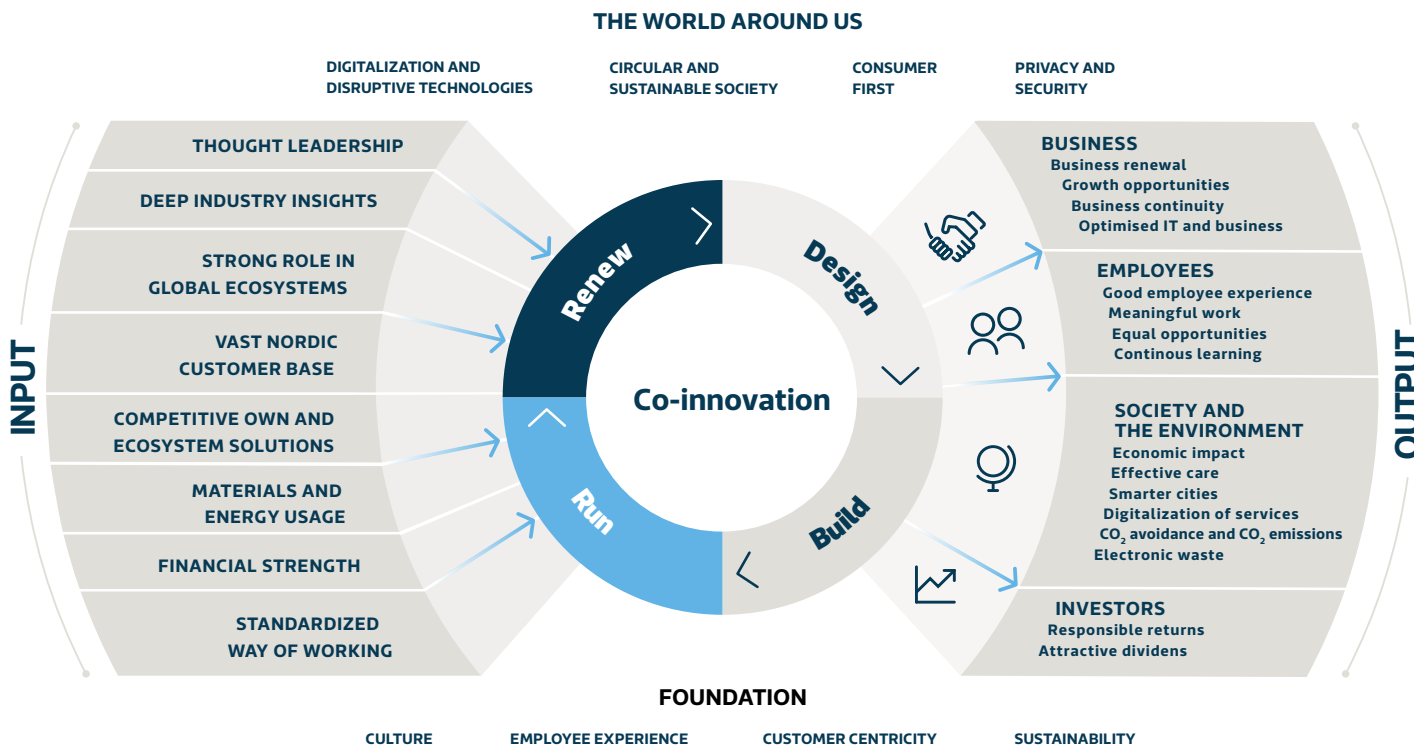 THE WORLD AROUND US
DIGITALIZATION AND
DISRUPTIVE TECHNOLOGIES
CIRCULAR AND
SUSTAINABLE SOCIETY
CONSUMER
FIRST
PRIVACY AND
SECURITY
INPUT
THOUGHT LEADERSHIP
DEEP INDUSTRY INSIGHTS
STRONG ROLE IN
GLOBAL ECOSYSTEMS
VAST NORDIC
CUSTOMER BASE
COMPETITIVE OWN AND
ECOSYSTEM SOLUTIONS
MATERIALS AND
ENERGY USAGE
FINANCIAL STRENGTH
STANDARDIZED
WAY OF WORKING
Renew
Design
Co-innovation
Run
Build
BUSINESS
Business renewal
Growth opportunities
Business continuity
Optimised IT and business
EMPLOYEES
Good employee experience
Meaningful work
Equal opportunities
Continous learning
SOCIETY AND
THE ENVIRONMENT
Economic impact
Effective care
Smarter cities
Digitalization of services
CO₂ avoidance and CO₂ emissions
Electronic waste
INVESTORS
Responsible returns
Attractive dividens
OUTPUT
FOUNDATION
CULTURE
EMPLOYEE EXPERIENCE
CUSTOMER CENTRICITY
SUSTAINABILITY